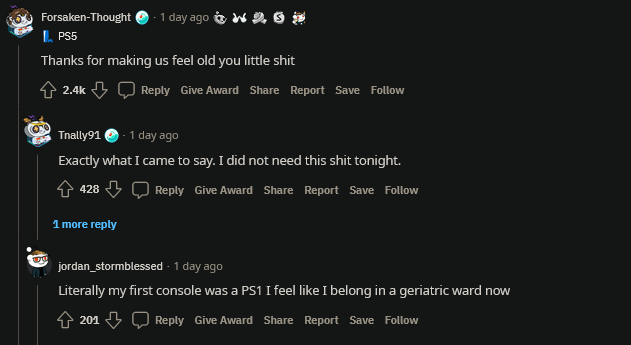 Forsaken-Thought · 1 day ago
PS5
Thanks for making us feel old you little shit
2.4k Reply Give Award Share Report Save Follow
Tnally91 · 1 day ago
Exactly what I came to say. I did not need this shit tonight.
428 Reply Give Award Share Report Save Follow
1 more reply
jordan_stormblessed · 1 day ago
Literally my first console was a PS1 I feel like I belong in a geriatric ward now
201 Reply Give Award Share Report Save Follow